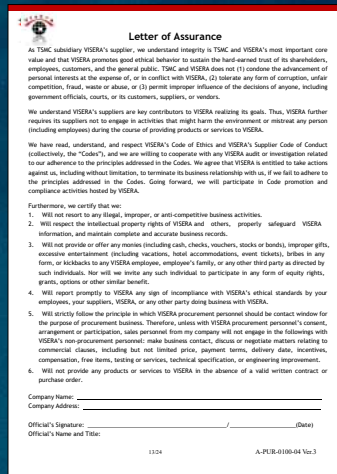 Letter of Assurance
As TSMC subsidiary VISERA's supplier, we understand integrity is TSMC and VISERA's most important core
value and that VISERA promotes good ethical behavior to sustain the hard-earned trust of its shareholders,
employees, customers, and the general public. TSMC and VISERA does not (1) condone the advancement of
personal interests at the expense of, or in conflict with VISERA, (2) tolerate any form of corruption, unfair
competition, fraud, waste or abuse, or (3) permit improper influence of the decisions of anyone, including
government officials, courts, or its customers, suppliers, or vendors.
We understand VISERA's suppliers are key contributors to VISERA realizing its goals. Thus, VISERA further
requires its suppliers not to engage in activities that might harm the environment or mistreat any person
(including employees) during the course of providing products or services to VISERA.
We have read, understand, and respect VISERA's Code of Ethics and VISERA's Supplier Code of Conduct
(collectively, the "Codes"), and we are willing to cooperate with any VISERA audit or investigation related
to our adherence to the principles addressed in the Codes. We agree that VISERA is entitled to take actions
against us, including without limitation, to terminate its business relationship with us, if we fail to adhere to
the principles addressed in the Codes. Going forward, we will participate in Code promotion and
compliance activities hosted by VISERA.
Furthermore, we certify that we:
1. Will not resort to any illegal, improper, or anti-competitive business activities.
2. Will respect the intellectual property rights of VISERA and others, properly safeguard VISERA
information, and maintain complete and accurate business records.
3. Will not provide or offer any monies (including cash, checks, vouchers, stocks or bonds), improper gifts,
excessive entertainment (including vacations, hotel accommodations, event tickets), bribes in any
form, or kickbacks to any VISERA employee, employee's family, or any other third party as directed by
such individuals. Nor will we invite any such individual to participate in any form of equity rights,
grants, options or other similar benefit.
4. Will report promptly to VISERA any sign of incompliance with VISERA's ethical standards by your
employees, your suppliers, VISERA, or any other party doing business with VISERA.
5. Will strictly follow the principle in which VISERA procurement personnel should be contact window for
the purpose of procurement business. Therefore, unless with VISERA procurement personnel's consent,
arrangement or participation, sales personnel from my company will not engage in the followings with
VISERA's non-procurement personnel: make business contact, discuss or negotiate matters relating to
commercial clauses, including but not limited price, payment terms, delivery date, incentives,
compensation, free items, testing or services, technical specification, or engineering improvement.
6. Will not provide any products or services to VISERA in the absence of a valid written contract or
purchase order.
Company Name:
Company Address:
Official's Signature: / (Date)
Official's Name and Title:
13/24 A-PUR-0100-04 Ver.3